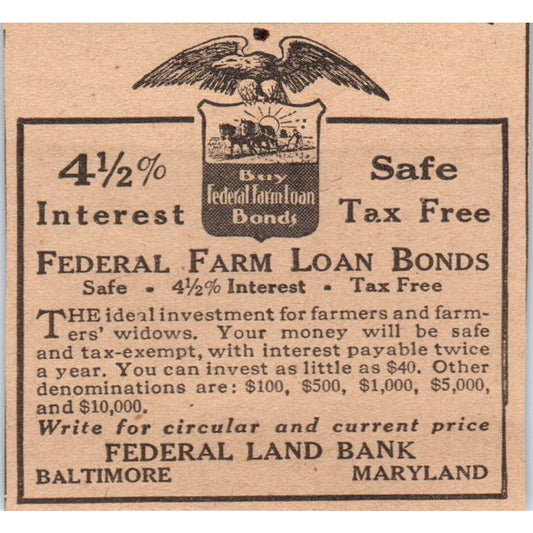 4½%
Interest
Buy
Federal Farm Loan
Bonds
Safe
Tax Free
FEDERAL FARM LOAN BONDS
Safe - 4½% Interest - Tax Free
THE ideal investment for farmers and farm-
ers' widows. Your money will be safe
and tax-exempt, with interest payable twice
a year. You can invest as little as $40. Other
denominations are: $100, $500, $1,000, $5,000,
and $10,000.
Write for circular and current price
FEDERAL LAND BANK
BALTIMORE MARYLAND